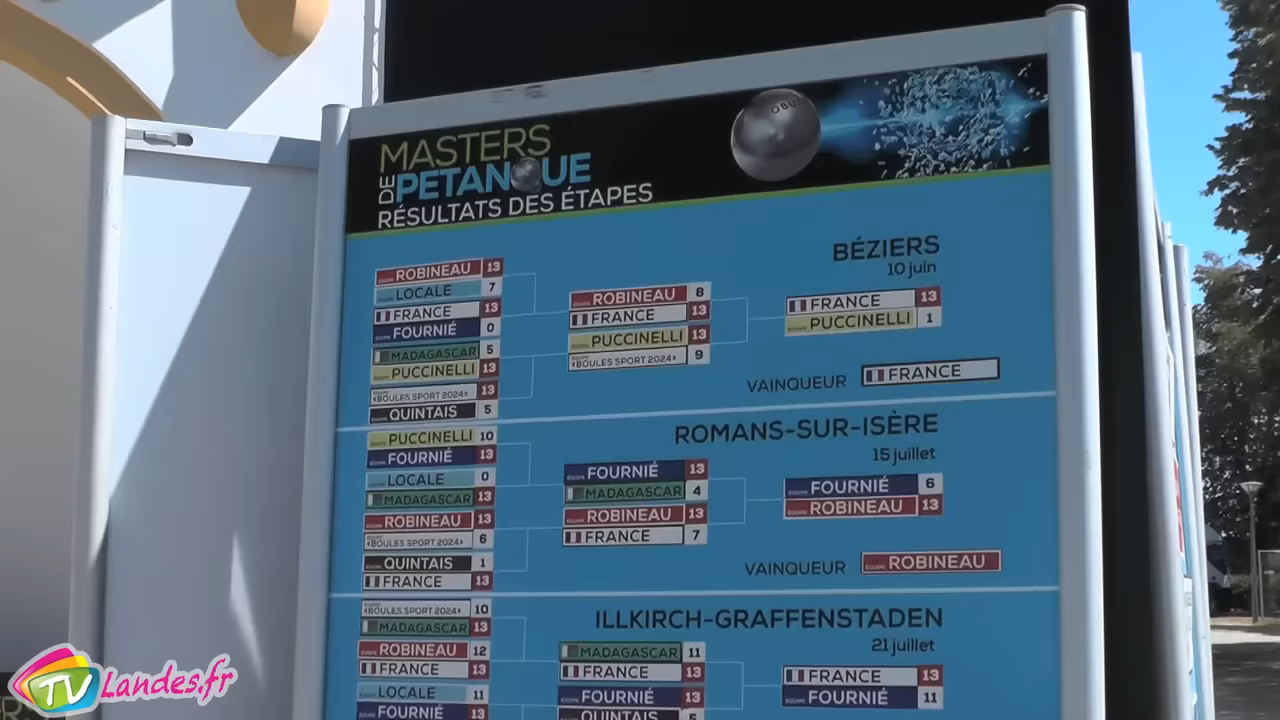 OBUT
MASTERS
DE PETANQUE
RÉSULTATS DES ÉTAPES
BÉZIERS
10 juin
ROBINEAU 13
LOCALE 7
FRANCE 13
FOURNIÉ 0
MADAGASCAR 5
PUCCINELLI 13
«BOULES SPORT 2024» 13
QUINTAIS 5
ROBINEAU 8
FRANCE 13
PUCCINELLI 13
«BOULES SPORT 2024» 9
FRANCE 13
PUCCINELLI 1
VAINQUEUR FRANCE
ROMANS-SUR-ISÈRE
15 juillet
PUCCINELLI 10
FOURNIÉ 13
LOCALE 0
MADAGASCAR 13
ROBINEAU 13
«BOULES SPORT 2024» 6
QUINTAIS 1
FRANCE 13
FOURNIÉ 13
MADAGASCAR 4
ROBINEAU 13
FRANCE 7
FOURNIÉ 6
ROBINEAU 13
VAINQUEUR ÉQUIPE ROBINEAU
ILLKIRCH-GRAFFENSTADEN
21 juillet
«BOULES SPORT 2024» 10
MADAGASCAR 13
ROBINEAU 12
FRANCE 13
LOCALE 11
FOURNIÉ 13
MADAGASCAR 11
FRANCE 13
FOURNIÉ 13
QUINTAIS 5
FRANCE 13
FOURNIÉ 11
TV Landes.fr